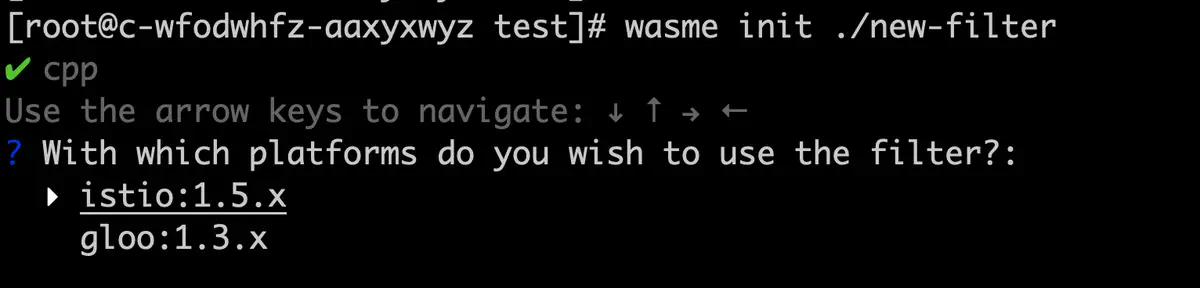 [root@c-wfodwhfz-aaxyxwyz test]# wasme init ./new-filter
✔ cpp
Use the arrow keys to navigate: ↓ ↑ → ←
? With which platforms do you wish to use the filter?:
▸ istio:1.5.x
gloo:1.3.x